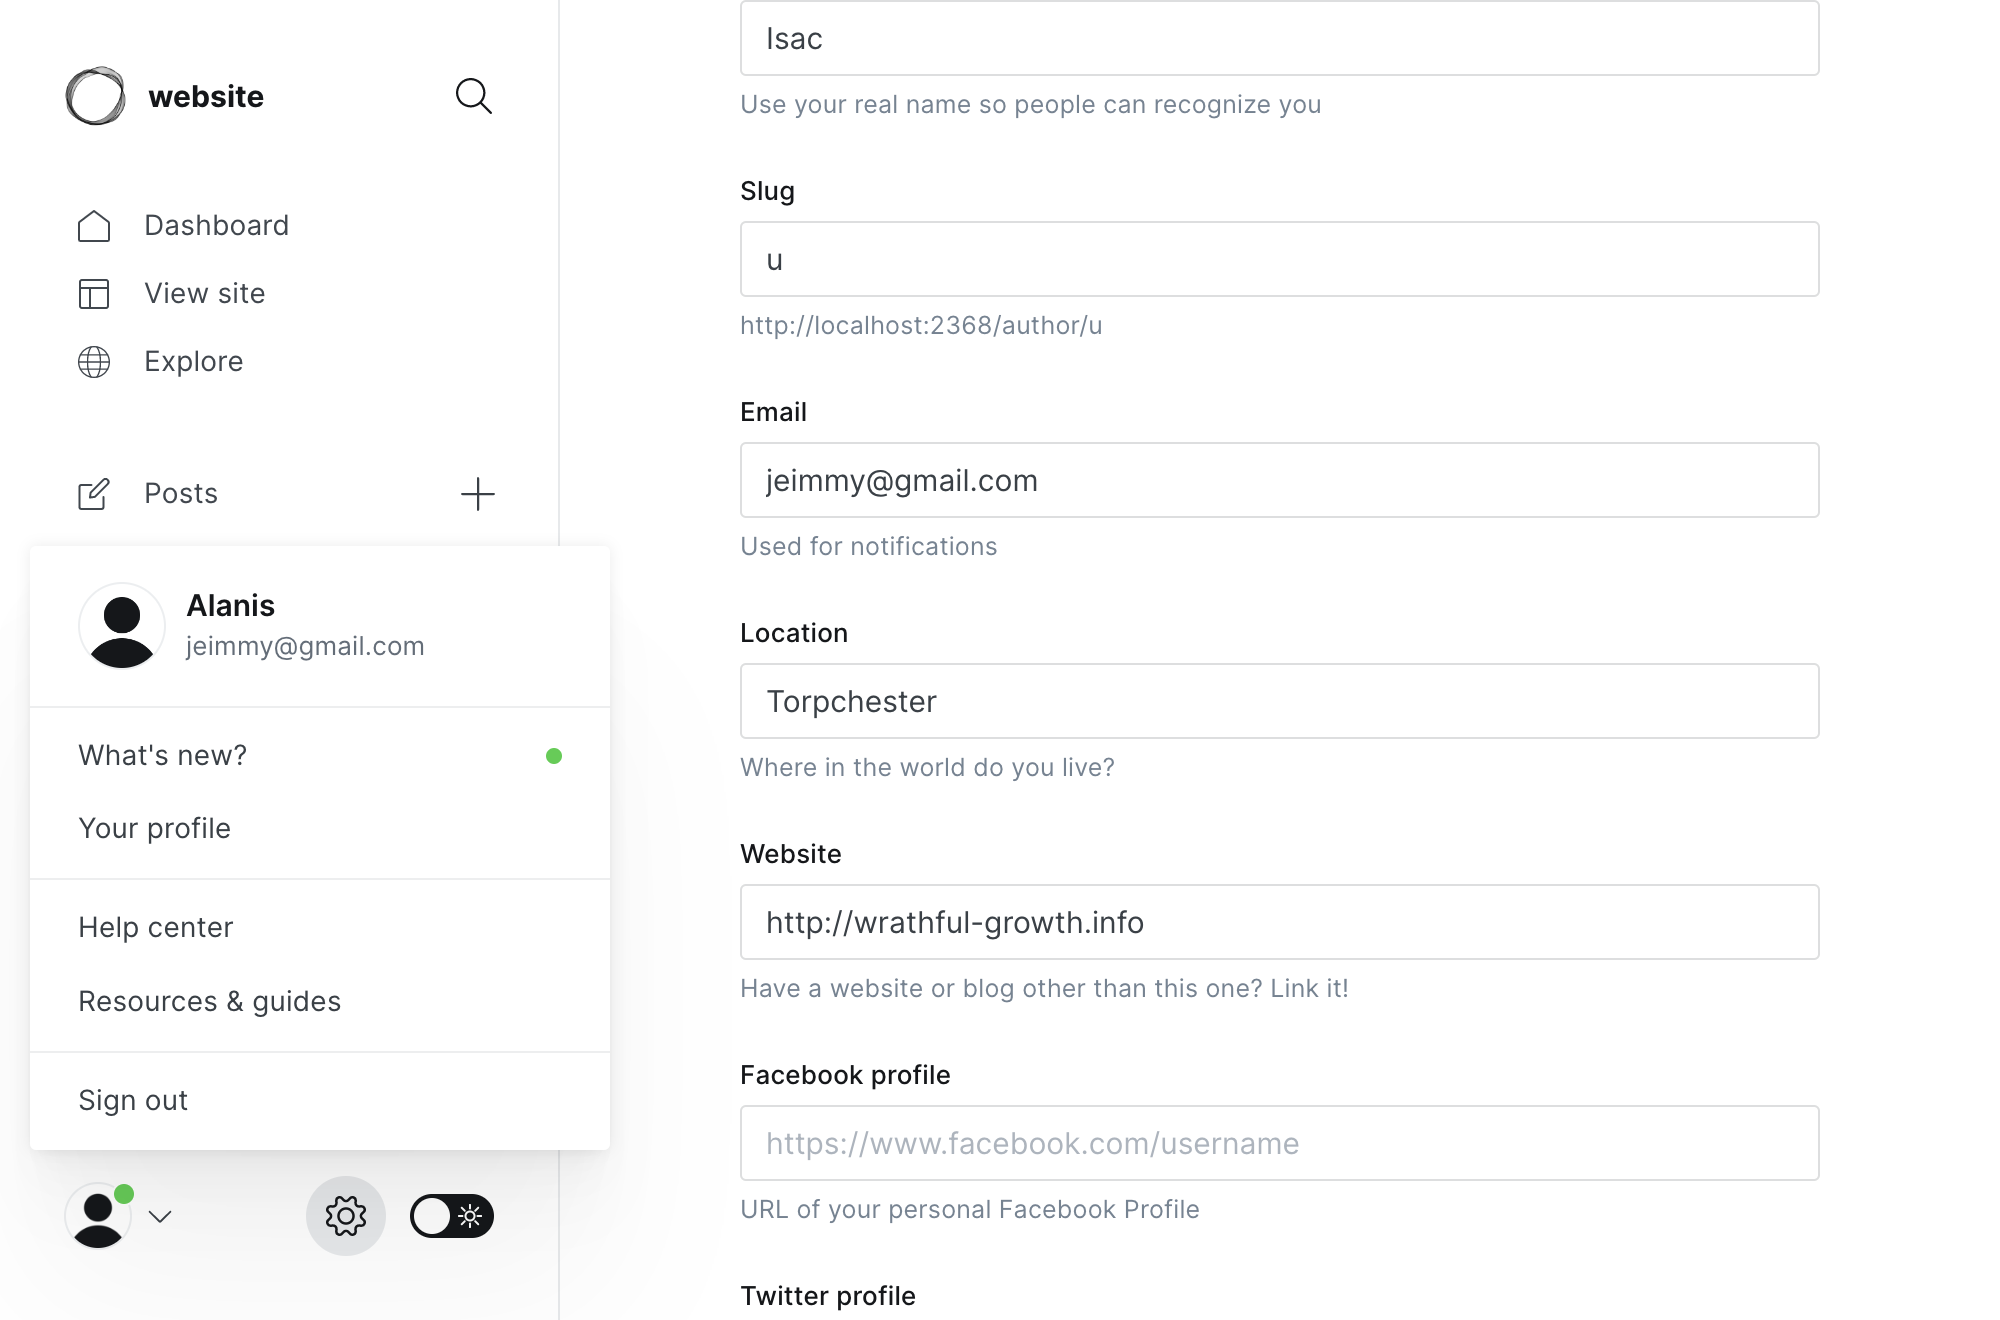 website
Dashboard
View site
Explore
Posts
Alanis
jeimmy@gmail.com
What's new?
Your profile
Help center
Resources & guides
Sign out
Isac
Use your real name so people can recognize you
Slug
u
http://localhost:2368/author/u
Email
jeimmy@gmail.com
Used for notifications
Location
Torpchester
Where in the world do you live?
Website
http://wrathful-growth.info
Have a website or blog other than this one? Link it!
Facebook profile
https://www.facebook.com/username
URL of your personal Facebook Profile
Twitter profile